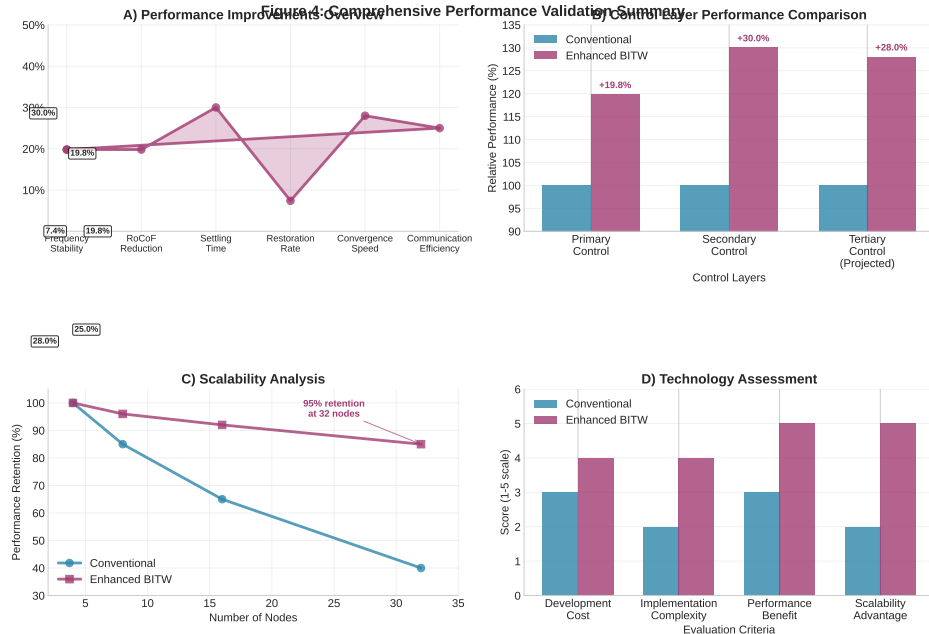 Figure 4: Comprehensive Performance Validation Summary
A) Performance Improvements Overview
50%
40%
30%
20%
10%
30.0%
19.8%
7.4%
19.8%
28.0%
25.0%
Frequency
Stability
RoCoF
Reduction
Settling
Time
Restoration
Rate
Convergence
Speed
Communication
Efficiency
B) Control Layer Performance Comparison
Conventional
Enhanced BITW
+19.8%
+30.0%
+28.0%
Relative Performance (%)
135
130
125
120
115
110
105
100
95
90
Primary
Control
Secondary
Control
Tertiary
Control
(Projected)
Control Layers
C) Scalability Analysis
95% retention
at 32 nodes
Performance Retention (%)
100
90
80
70
60
50
40
30
Conventional
Enhanced BITW
5
10
15
20
25
30
35
Number of Nodes
D) Technology Assessment
Conventional
Enhanced BITW
Score (1-5 scale)
6
5
4
3
2
1
0
Development
Cost
Implementation
Complexity
Performance
Benefit
Scalability
Advantage
Evaluation Criteria